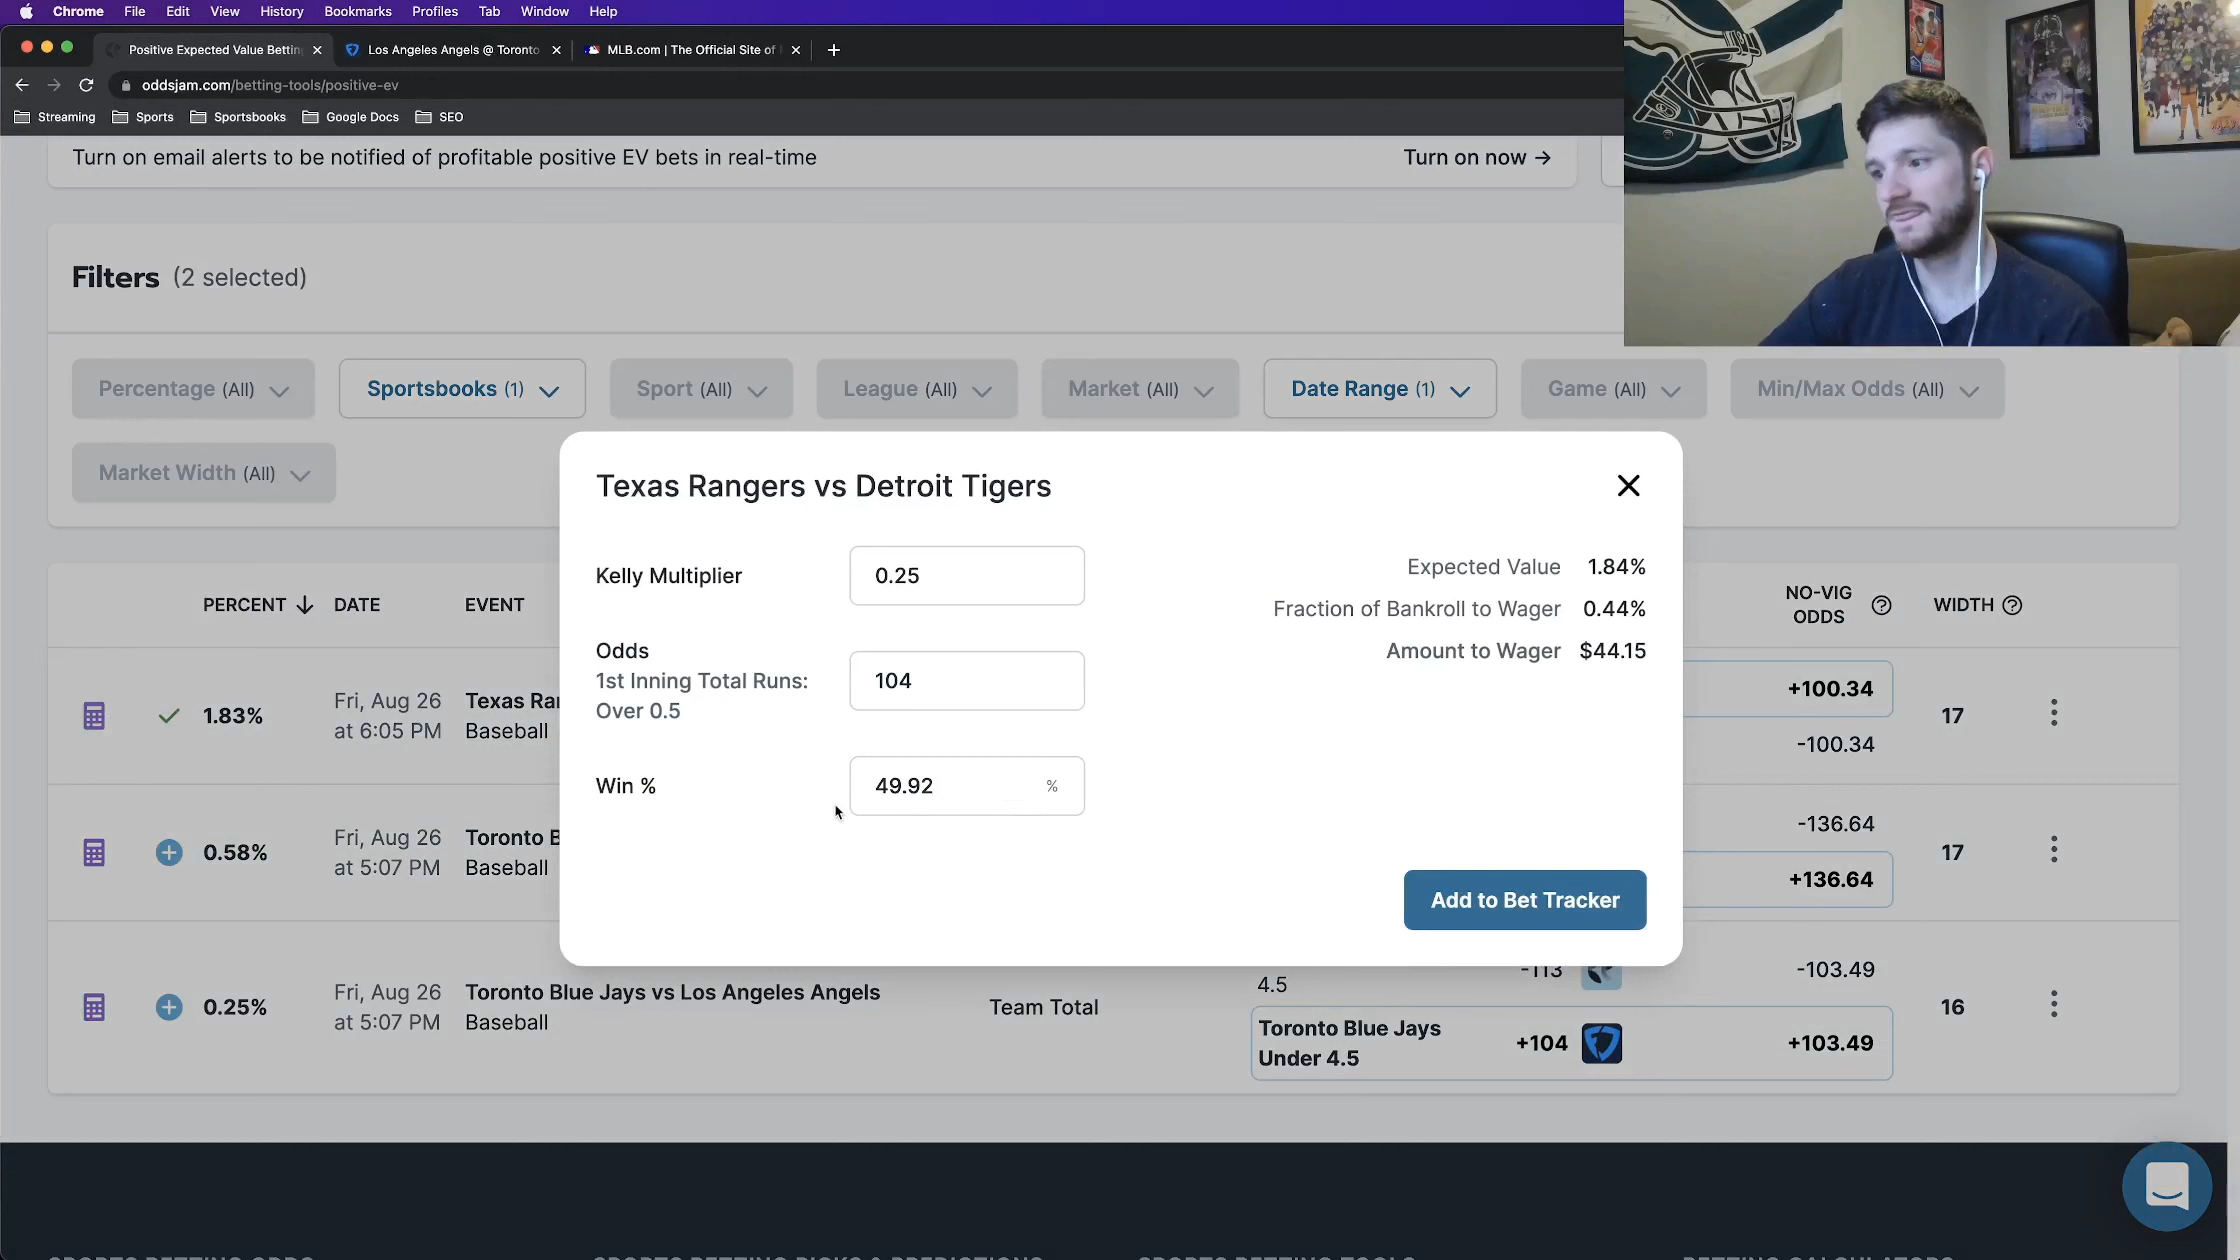 Chrome File Edit View History Bookmarks Profiles Tab Window Help
Positive Expected Value Bettin
Los Angeles Angels @ Toronto
MLB.com | The Official Site of
oddsjam.com/betting-tools/positive-ev
Streaming Sports Sportsbooks Google Docs SEO
Turn on email alerts to be notified of profitable positive EV bets in real-time
Turn on now →
Filters (2 selected)
Percentage (All) Sportsbooks (1) Sport (All) League (All) Market (All) Date Range (1) Game (All) Min/Max Odds (All)
Market Width (All)
Texas Rangers vs Detroit Tigers
Kelly Multiplier 0.25
Odds
1st Inning Total Runs:
Over 0.5
104
Win % 49.92 %
Expected Value 1.84%
Fraction of Bankroll to Wager 0.44%
Amount to Wager $44.15
Add to Bet Tracker
PERCENT ↓ DATE EVENT NO-VIG ODDS WIDTH
1.83% Fri, Aug 26 Texas Ra +100.34
at 6:05 PM Baseball -100.34 17
0.58% Fri, Aug 26 Toronto B -136.64
at 5:07 PM Baseball +136.64 17
0.25% Fri, Aug 26 Toronto Blue Jays vs Los Angeles Angels
at 5:07 PM Baseball
Team Total
4.5 -113 -103.49
Toronto Blue Jays
Under 4.5
+104 +103.49
16